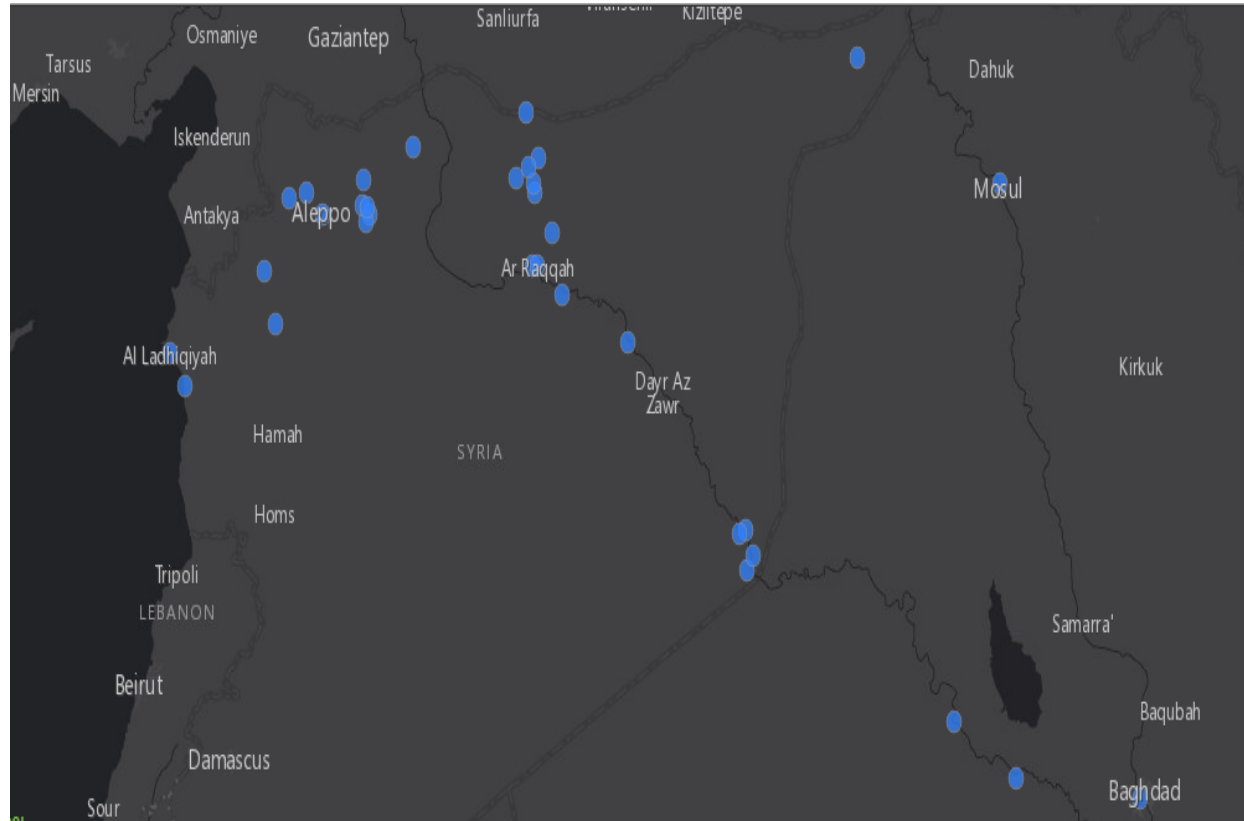 Sanliurfa
Viransehir
Kiziltepe
Osmaniye
Gaziantep
Tarsus
Dahuk
Mersin
Iskenderun
Mosul
Antakya
Aleppo
Ar Raqqah
Al Ladhiqiyah
Kirkuk
Dayr Az
Zawr
Hamah
SYRIA
Homs
Tripoli
LEBANON
Samarra'
Beirut
Baqubah
Damascus
Baghdad
Sour